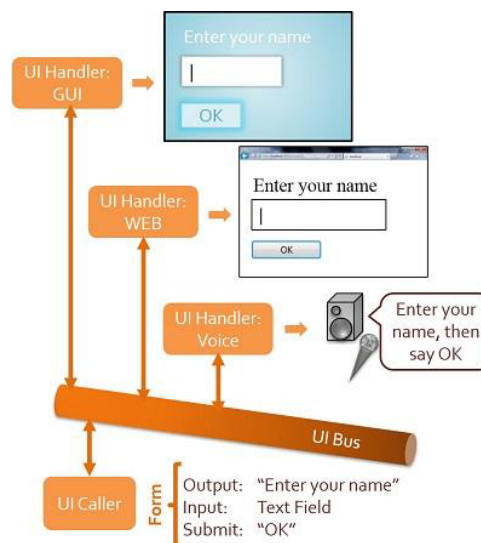 UI Handler:
GUI
Enter your name
OK
UI Handler:
WEB
Enter your name
OK
UI Handler:
Voice
Enter your
name, then
say OK
UI Bus
UI Caller
Form
Output: “Enter your name”
Input: Text Field
Submit: “OK”